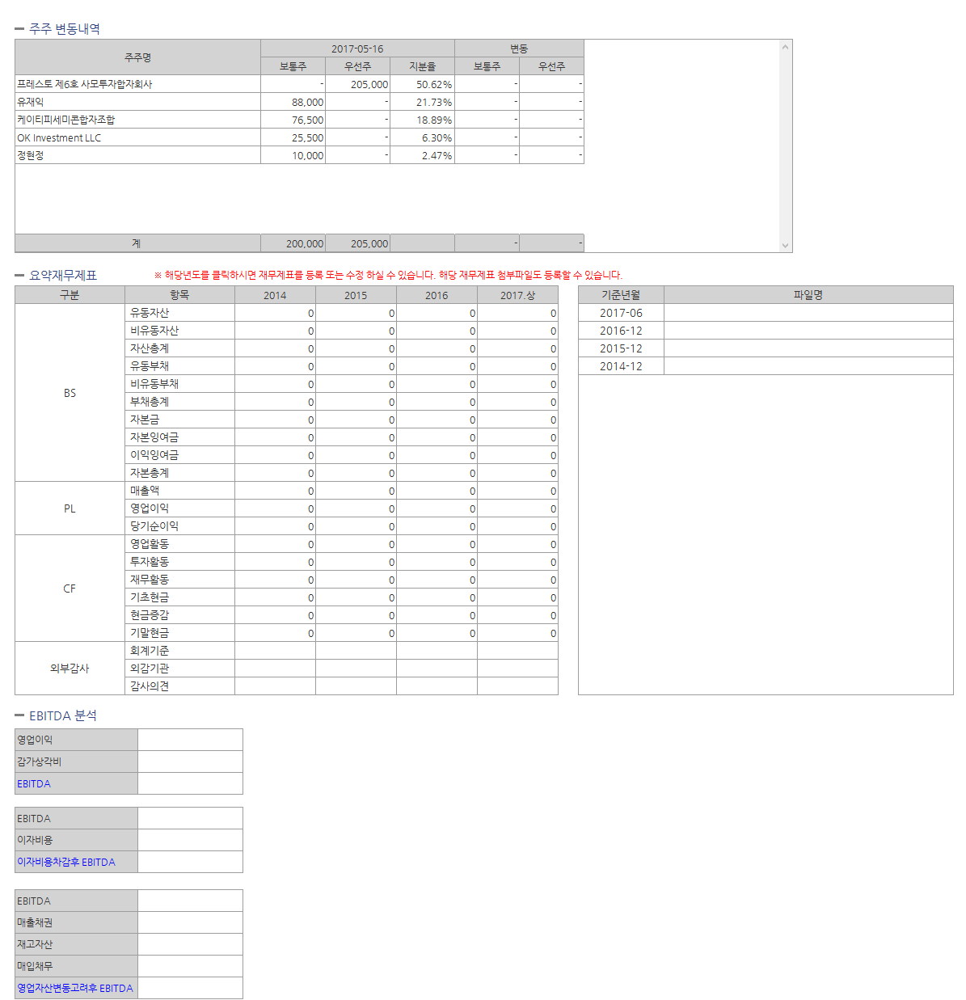 주주 변동내역
주주명 2017-05-16 변동
보통주 우선주 지분율 보통주 우선주
프레스토 제6호 사모투자합자회사 - 205,000 50.62% - -
유재익 88,000 - 21.73% - -
케이티피세미콘합자조합 76,500 - 18.89% - -
OK Investment LLC 25,500 - 6.30% - -
정현정 10,000 - 2.47% - -
계 200,000 205,000 - -
요약재무제표 ※ 해당년도를 클릭하시면 재무제표를 등록 또는 수정 하실 수 있습니다. 해당 재무제표 첨부파일도 등록할 수 있습니다.
구분 항목 2014 2015 2016 2017.상
BS
유동자산 0 0 0 0
비유동자산 0 0 0 0
자산총계 0 0 0 0
유동부채 0 0 0 0
비유동부채 0 0 0 0
부채총계 0 0 0 0
자본금 0 0 0 0
자본잉여금 0 0 0 0
이익잉여금 0 0 0 0
자본총계 0 0 0 0
PL
매출액 0 0 0 0
영업이익 0 0 0 0
당기순이익 0 0 0 0
CF
영업활동 0 0 0 0
투자활동 0 0 0 0
재무활동 0 0 0 0
기초현금 0 0 0 0
현금증감 0 0 0 0
기말현금 0 0 0 0
외부감사
회계기준
외감기관
감사의견
기준년월 파일명
2017-06
2016-12
2015-12
2014-12
EBITDA 분석
영업이익
감가상각비
EBITDA
EBITDA
이자비용
이자비용차감후 EBITDA
EBITDA
매출채권
재고자산
매입채무
영업자산변동고려후 EBITDA